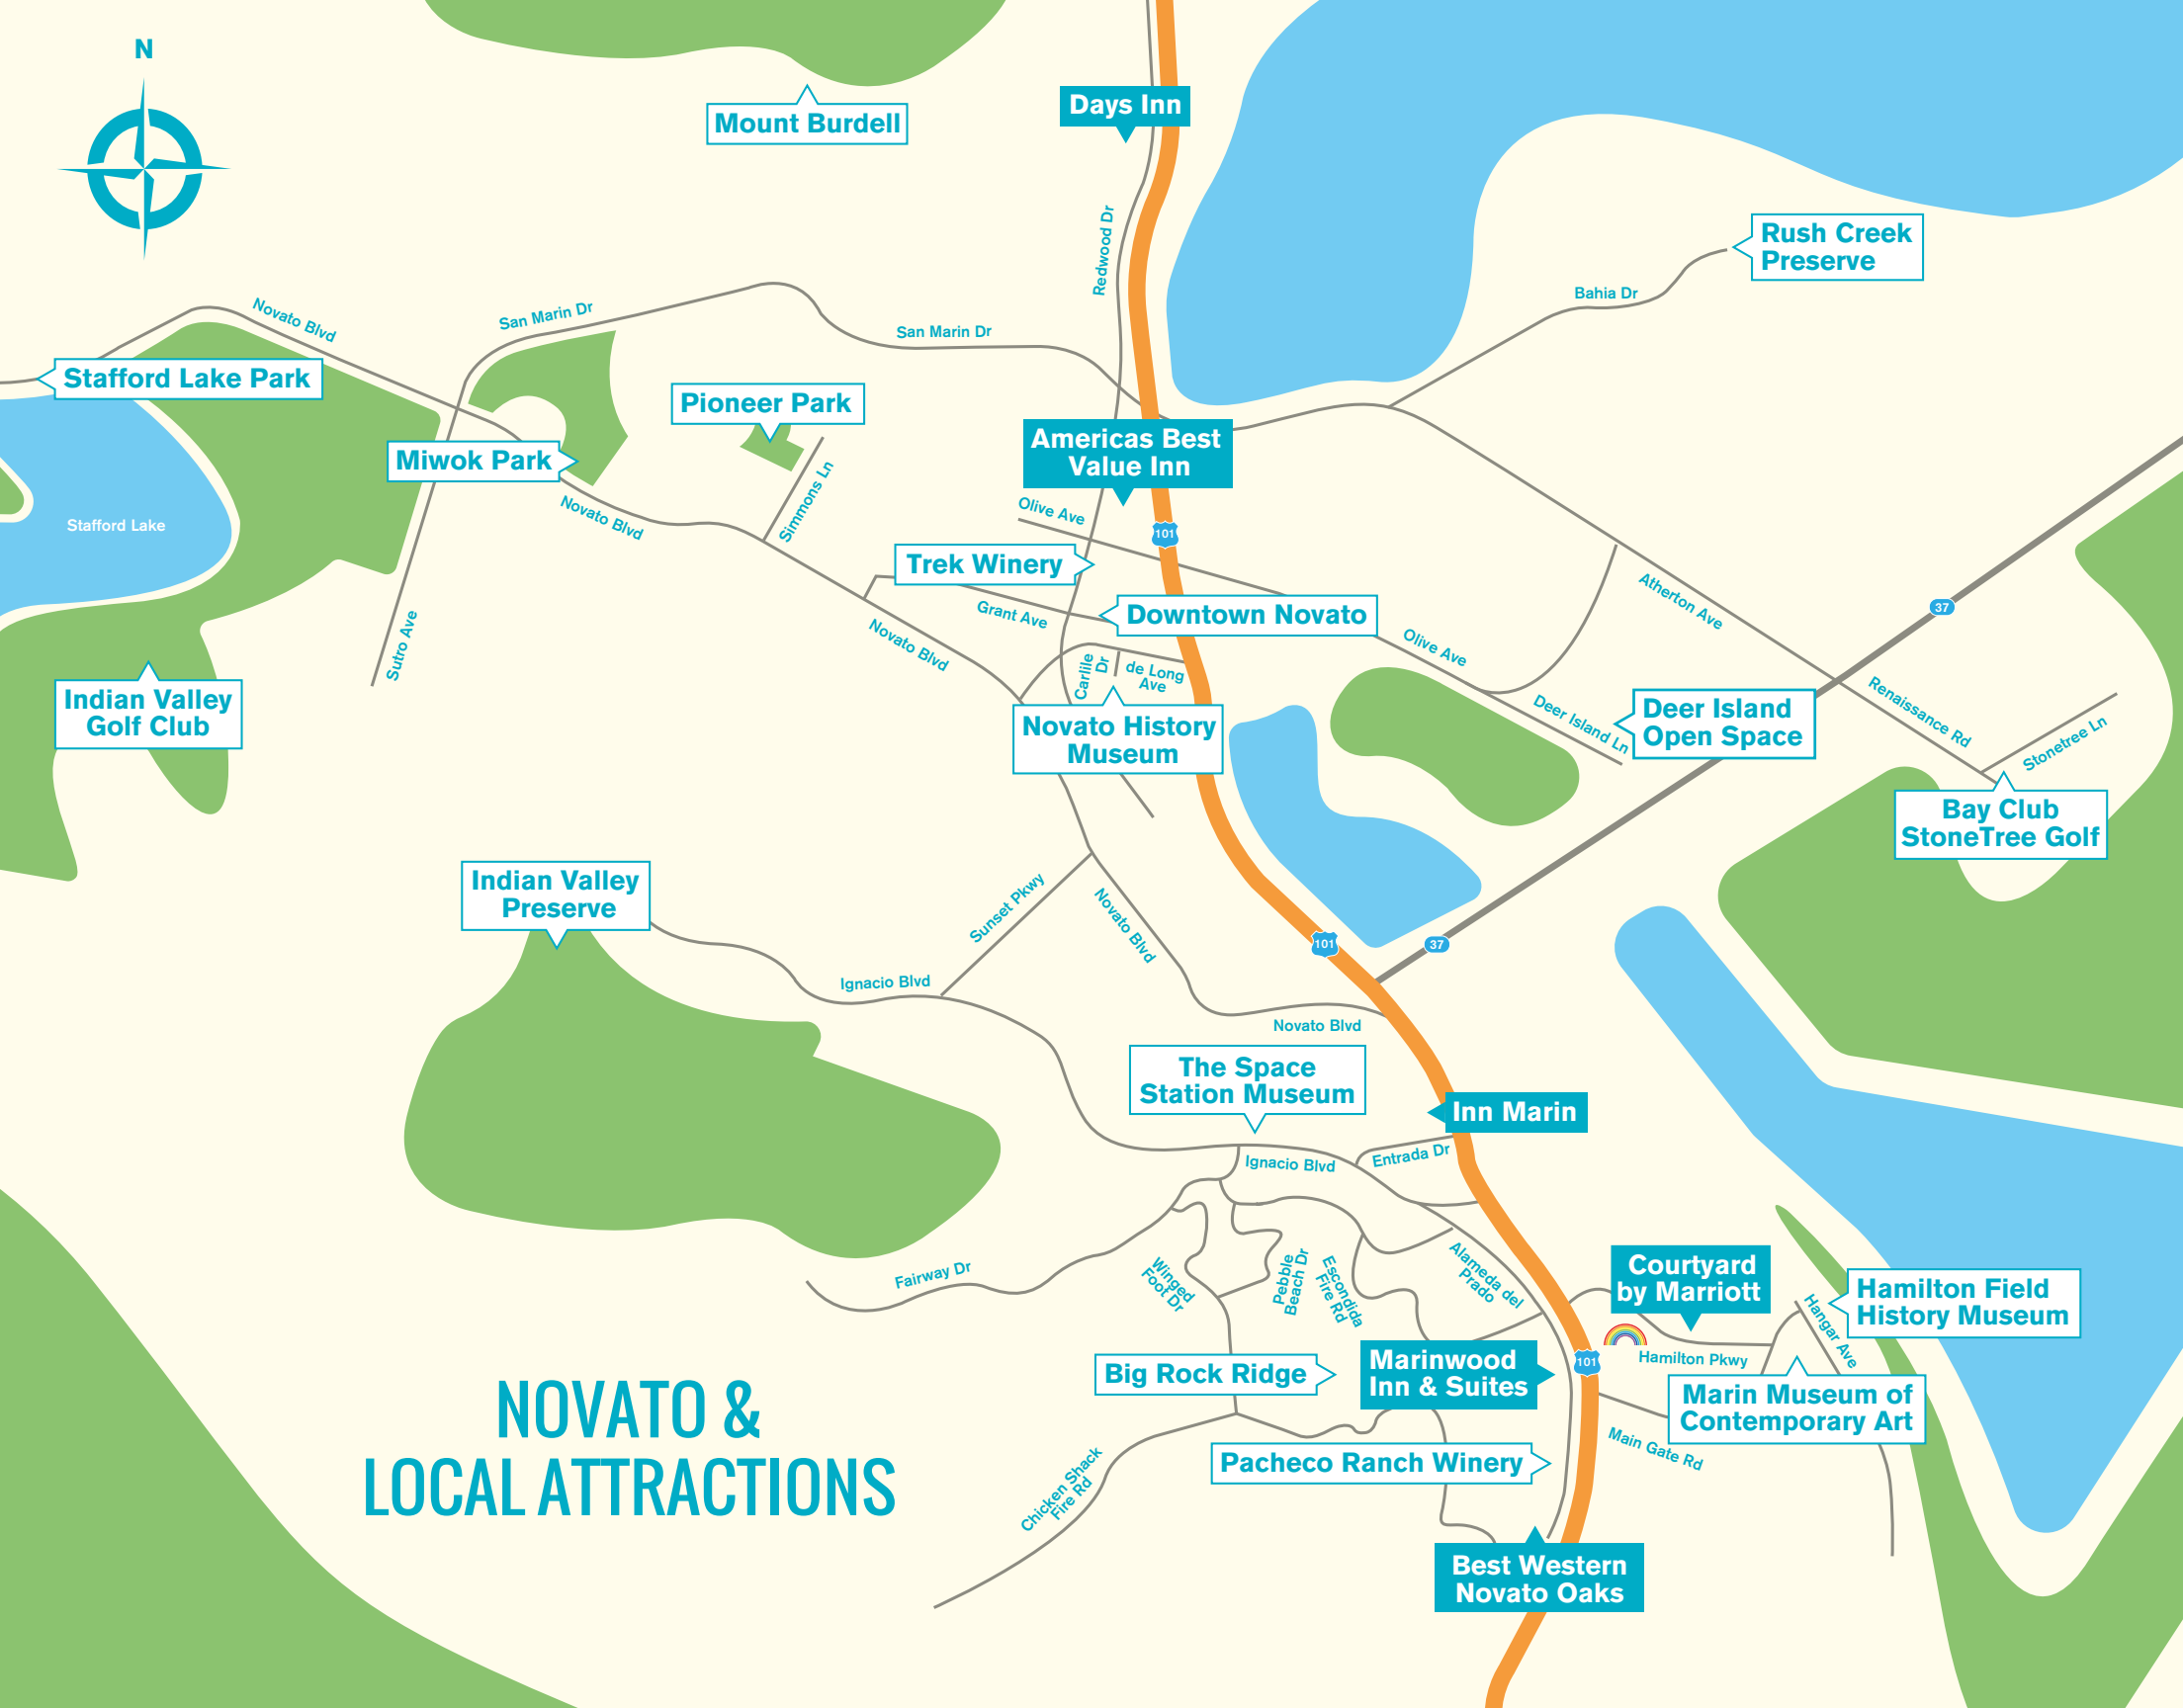 N
Mount Burdell
Days Inn
Redwood Dr
Rush Creek
Preserve
Bahia Dr
Novato Blvd
San Marin Dr
San Marin Dr
Stafford Lake Park
Pioneer Park
Miwok Park
Americas Best
Value Inn
Simmons Ln
Novato Blvd
Olive Ave
Stafford Lake
101
Trek Winery
Grant Ave
Downtown Novato
Atherton Ave
37
Sutro Ave
Novato Blvd
Olive Ave
Carlile
Dr
de Long
Ave
Indian Valley
Golf Club
Novato History
Museum
Deer Island Ln
Deer Island
Open Space
Renaissance Rd
Stonetree Ln
Bay Club
StoneTree Golf
Indian Valley
Preserve
Sunset Pkwy
Novato Blvd
101
37
Ignacio Blvd
Novato Blvd
The Space
Station Museum
Inn Marin
Ignacio Blvd
Entrada Dr
Fairway Dr
Winged
Foot Dr
Pebble
Beach Dr
Escondida
Fire Rd
Alameda del
Prado
Courtyard
by Marriott
Hamilton Field
History Museum
Hangar Ave
Hamilton Pkwy
101
Big Rock Ridge
Marinwood
Inn & Suites
Marin Museum of
Contemporary Art
Main Gate Rd
Pacheco Ranch Winery
Chicken Shack
Fire Rd
NOVATO &
LOCAL ATTRACTIONS
Best Western
Novato Oaks